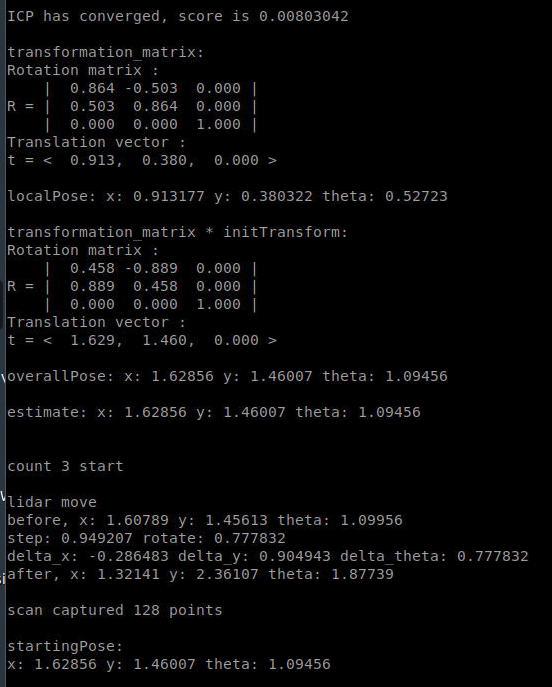 ICP has converged, score is 0.00803042
transformation_matrix:
Rotation matrix :
    |  0.864 -0.503  0.000 |
R = |  0.503  0.864  0.000 |
    |  0.000  0.000  1.000 |
Translation vector :
t = <  0.913,  0.380,  0.000 >
localPose: x: 0.913177 y: 0.380322 theta: 0.52723
transformation_matrix * initTransform:
Rotation matrix :
    |  0.458 -0.889  0.000 |
R = |  0.889  0.458  0.000 |
    |  0.000  0.000  1.000 |
Translation vector :
t = <  1.629,  1.460,  0.000 >
overallPose: x: 1.62856 y: 1.46007 theta: 1.09456
estimate: x: 1.62856 y: 1.46007 theta: 1.09456
count 3 start
lidar move
before, x: 1.60789 y: 1.45613 theta: 1.09956
step: 0.949207 rotate: 0.777832
delta_x: -0.286483 delta_y: 0.904943 delta_theta: 0.777832
after, x: 1.32141 y: 2.36107 theta: 1.87739
scan captured 128 points
startingPose:
x: 1.62856 y: 1.46007 theta: 1.09456